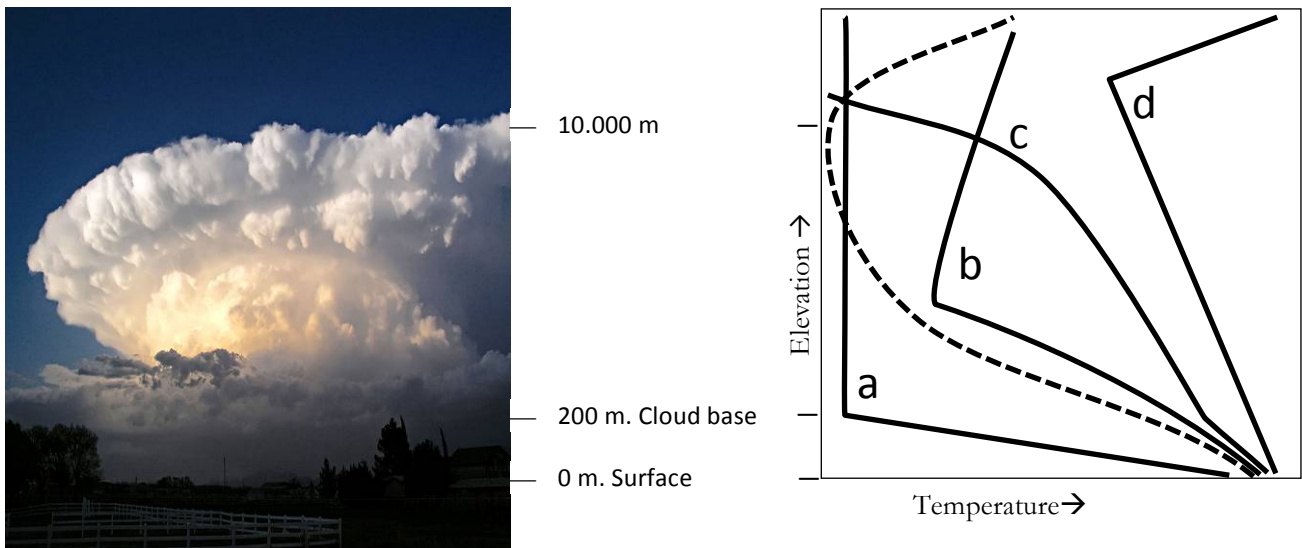 10.000 m
200 m. Cloud base
0 m. Surface
Elevation →
a
b
c
d
Temperature→